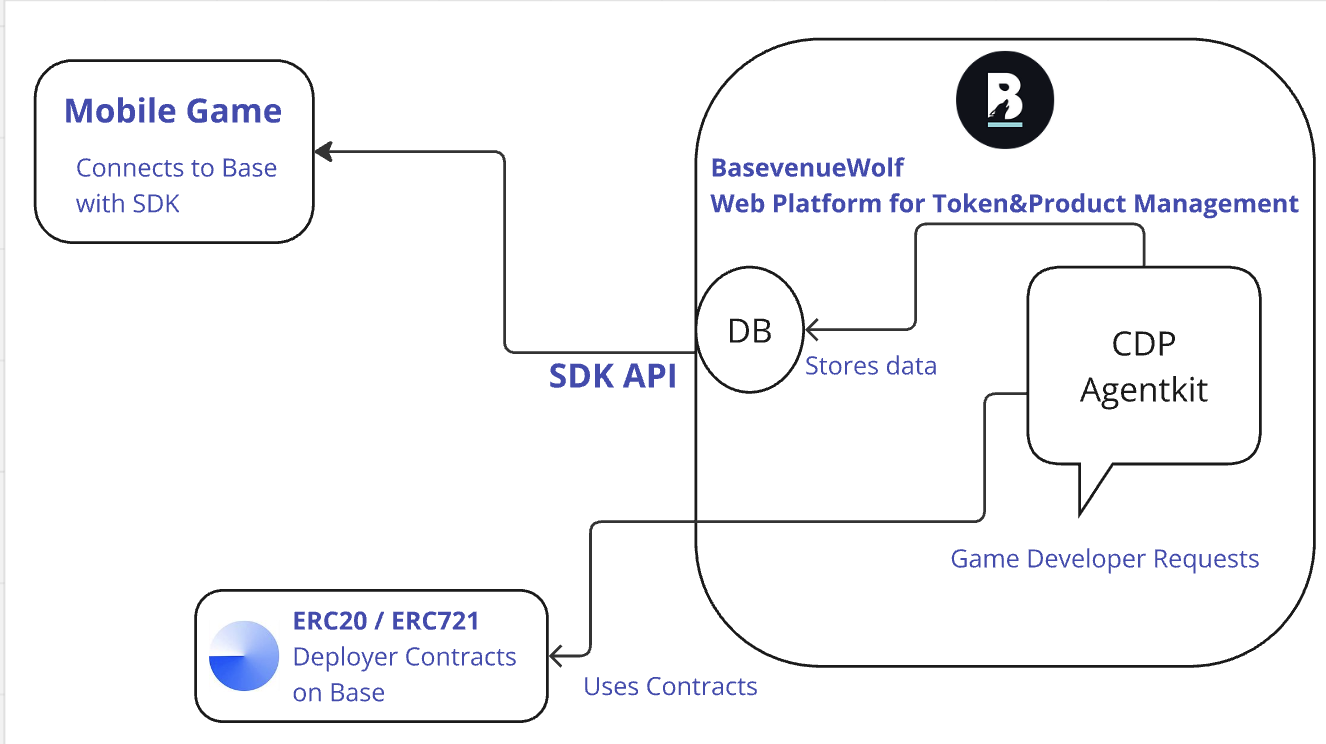 Mobile Game
Connects to Base
with SDK
B
BasevenueWolf
Web Platform for Token&Product Management
DB
Stores data
CDP
Agentkit
SDK API
Game Developer Requests
ERC20 / ERC721
Deployer Contracts
on Base
Uses Contracts